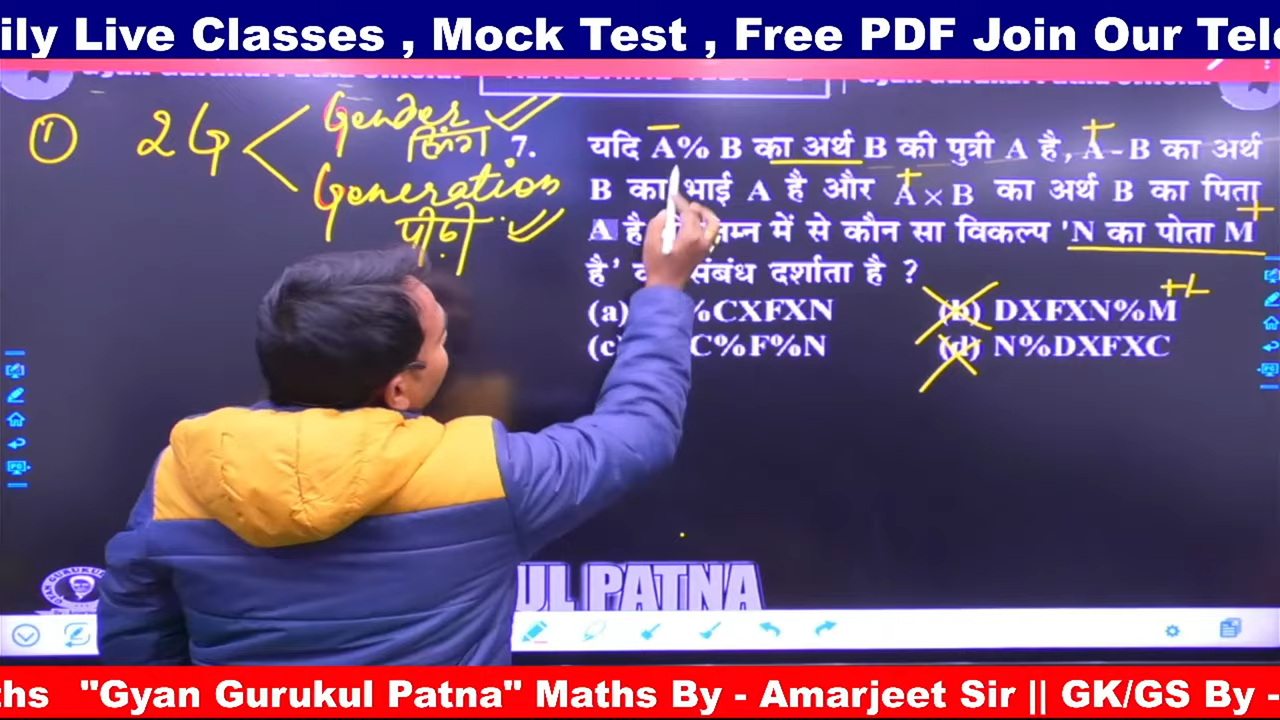 ily Live Classes , Mock Test , Free PDF Join Our Tele
① 2G
Gender
लिंग
Generation
पीढी
7. यदि A% B का अर्थ B की पुत्री A है, A-B का अर्थ
B का भाई A है और A×B का अर्थ B का पिता
A है में से कौन सा विकल्प 'N का पोता M
है' संबंध दर्शाता है ?
(a) %CXFXN (b) DXFXN%M
(c) C%F%N (d) N%DXFXC
UL PATNA
ths "Gyan Gurukul Patna" Maths By - Amarjeet Sir || GK/GS By -